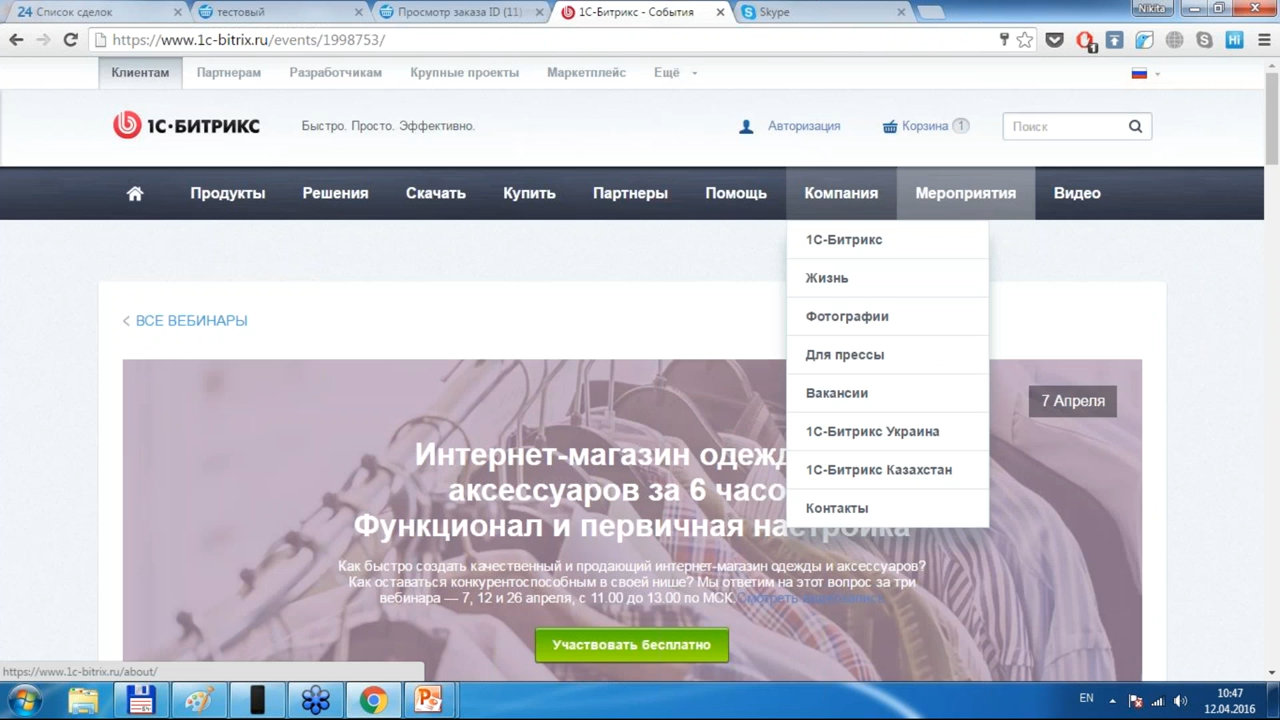 24 Список сделок
тестовый
Просмотр заказа ID (11)
1С-Битрикс - События
Skype
Nikita
https://www.1c-bitrix.ru/events/1998753/
1
Hi
Клиентам
Партнерам
Разработчикам
Крупные проекты
Маркетплейс
Ещё
1С·БИТРИКС
Быстро. Просто. Эффективно.
Авторизация
Корзина 1
Поиск
Продукты
Решения
Скачать
Купить
Партнеры
Помощь
Компания
Мероприятия
Видео
1С-Битрикс
Жизнь
Фотографии
Для прессы
Вакансии
1С-Битрикс Украина
1С-Битрикс Казахстан
Контакты
ВСЕ ВЕБИНАРЫ
7 Апреля
Интернет-магазин одежд
аксессуаров за 6 часо
Функционал и первичная настройка
Как быстро создать качественный и продающий интернет-магазин одежды и аксессуаров?
Как оставаться конкурентоспособным в своей нише? Мы ответим на этот вопрос за три
вебинара — 7, 12 и 26 апреля, с 11.00 до 13.00 по МСК. Смотреть видеозапись
Участвовать бесплатно
https://www.1c-bitrix.ru/about/
64
EN
10:47
12.04.2016